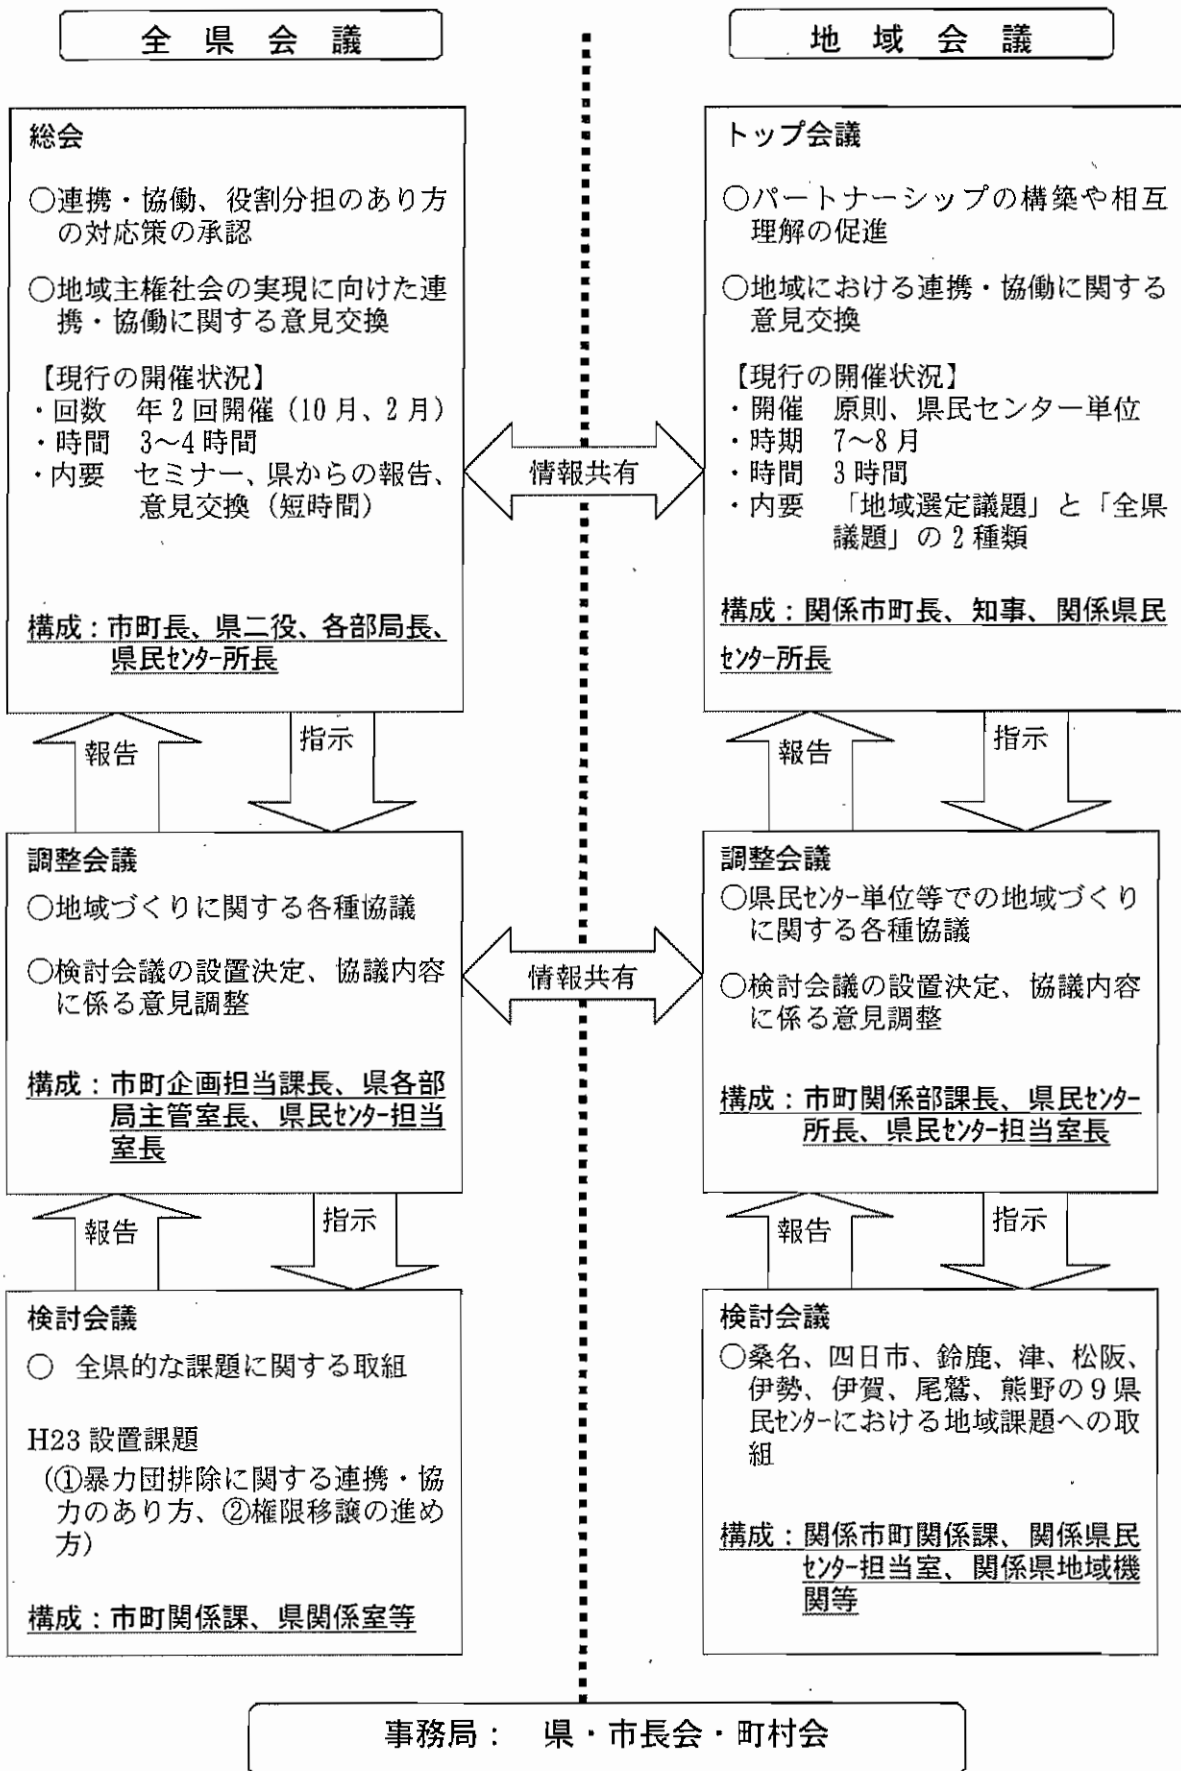 全県会議
地域会議
総会
○連携・協働、役割分担のあり方
の対応策の承認
○地域主権社会の実現に向けた連
携・協働に関する意見交換
【現行の開催状況】
・回数 年2回開催（10月、2月）
・時間 3～4時間
・内要 セミナー、県からの報告、
意見交換（短時間）
構成：市町長、県二役、各部局長、
県民センター所長
トップ会議
○パートナーシップの構築や相互
理解の促進
○地域における連携・協働に関する
意見交換
【現行の開催状況】
・開催 原則、県民センター単位
・時期 7～8月
・時間 3時間
・内要 「地域選定議題」と「全県
議題」の2種類
構成：関係市町長、知事、関係県民
センター所長
情報共有
報告
指示
報告
指示
調整会議
○地域づくりに関する各種協議
○検討会議の設置決定、協議内容
に係る意見調整
構成：市町企画担当課長、県各部
局主管室長、県民センター担当
室長
調整会議
○県民センター単位等での地域づくり
に関する各種協議
○検討会議の設置決定、協議内容
に係る意見調整
構成：市町関係部課長、県民センター
所長、県民センター担当室長
情報共有
報告
指示
報告
指示
検討会議
○ 全県的な課題に関する取組
H23設置課題
（①暴力団排除に関する連携・協
力のあり方、②権限移譲の進め
方）
構成：市町関係課、県関係室等
検討会議
○桑名、四日市、鈴鹿、津、松阪、
伊勢、伊賀、尾鷲、熊野の9県
民センターにおける地域課題への取
組
構成：関係市町関係課、関係県民
センター担当室、関係県地域機
関等
事務局： 県・市長会・町村会